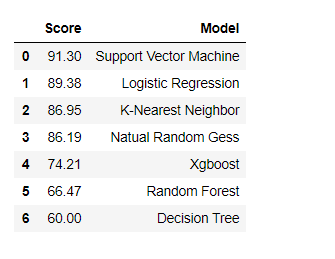 Score Model
0 91.30 Support Vector Machine
1 89.38 Logistic Regression
2 86.95 K-Nearest Neighbor
3 86.19 Natual Random Gess
4 74.21 Xgboost
5 66.47 Random Forest
6 60.00 Decision Tree